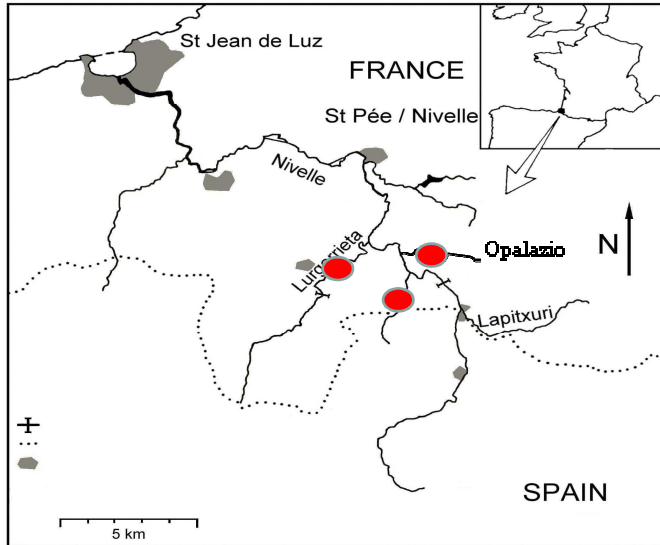 St Jean de Luz
FRANCE
St Pée / Nivelle
Nivelle
Lurgorrieta
Opalazio
N
Lapitxuri
SPAIN
5 km